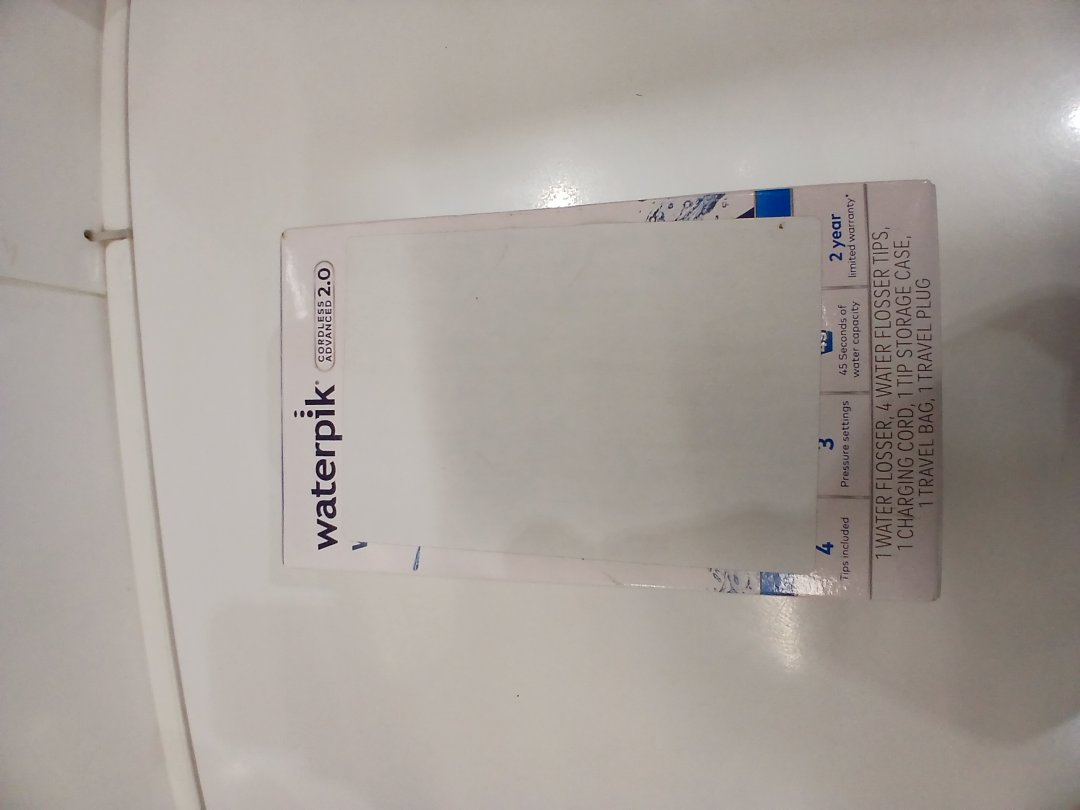 waterpik®
CORDLESS
ADVANCED 2.0
4
Tips included
3
Pressure settings
45 Seconds of
water capacity
2 year
limited warranty*
1 WATER FLOSSER, 4 WATER FLOSSER TIPS,
1 CHARGING CORD, 1 TIP STORAGE CASE,
1 TRAVEL BAG, 1 TRAVEL PLUG